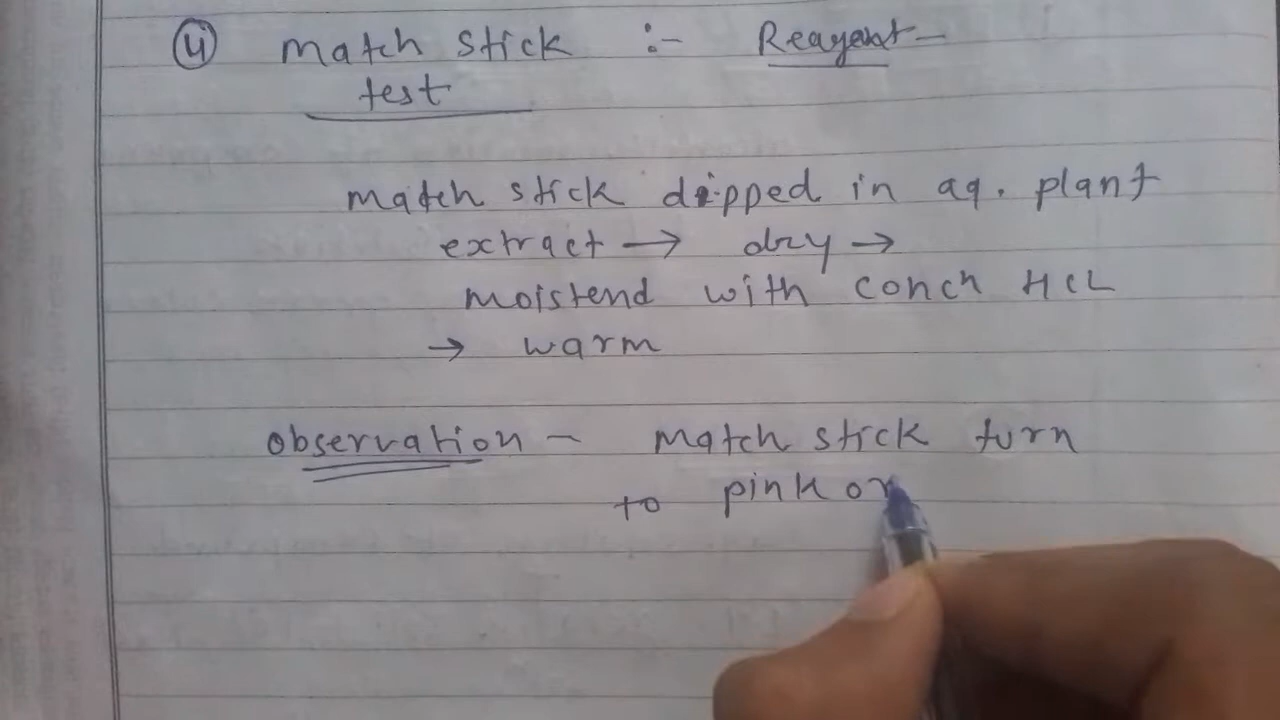 ④ Match stick :- Reagent-
test
Match stick dipped in aq. plant
extract → dry →
moistend with conch HCL
→ warm
Observation - Match stick turn
to pink or